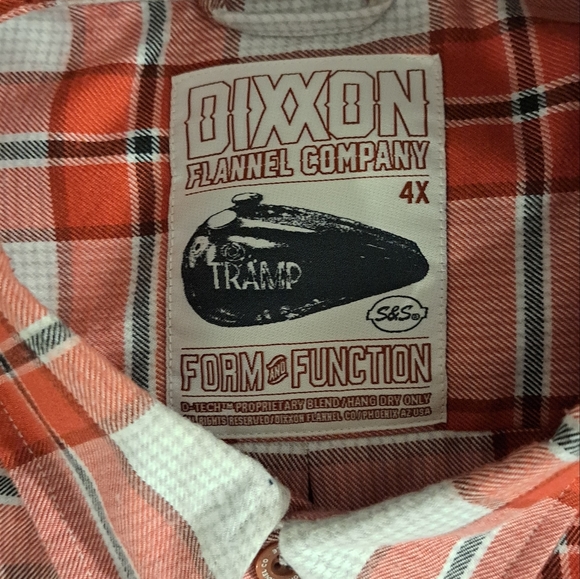 DIXXON
FLANNEL COMPANY
4X
TRAMP
S&S®
FORM AND FUNCTION
D-TECH™ PROPRIETARY BLEND/HANG DRY ONLY
ALL RIGHTS RESERVED/DIXXON FLANNEL CO/PHOENIX, AZ USA